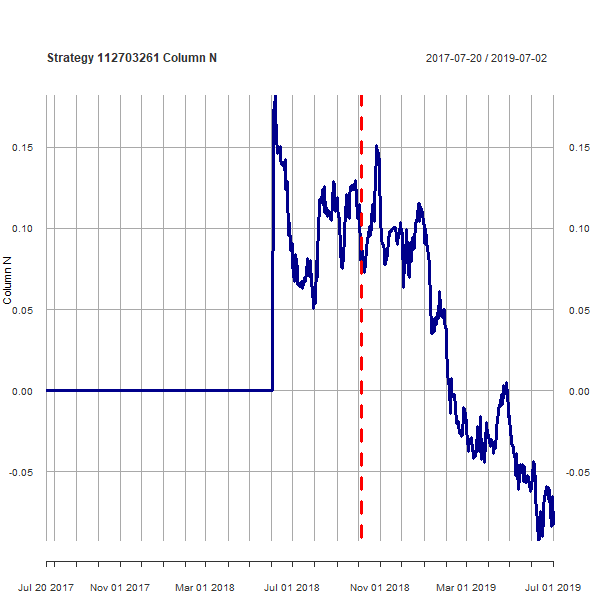 Strategy 112703261 Column N
2017-07-20 / 2019-07-02
0.15
0.10
0.05
0.00
-0.05
0.15
0.10
0.05
0.00
-0.05
Column N
Jul 20 2017
Nov 01 2017
Mar 01 2018
Jul 01 2018
Nov 01 2018
Mar 01 2019
Jul 01 2019